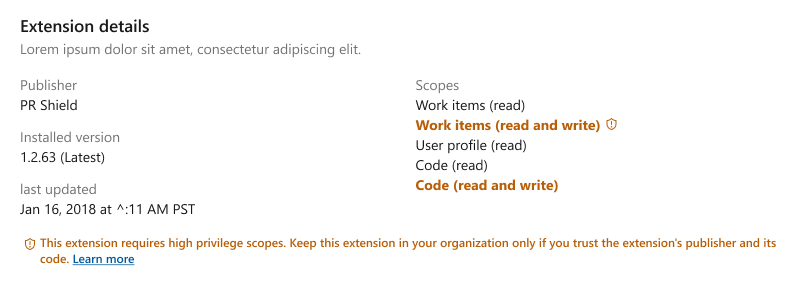 Extension details
Lorem ipsum dolor sit amet, consectetur adipiscing elit.
Publisher
PR Shield
Installed version
1.2.63 (Latest)
last updated
Jan 16, 2018 at ^:11 AM PST
Scopes
Work items (read)
Work items (read and write)
User profile (read)
Code (read)
Code (read and write)
This extension requires high privilege scopes. Keep this extension in your organization only if you trust the extension's publisher and its
code. Learn more